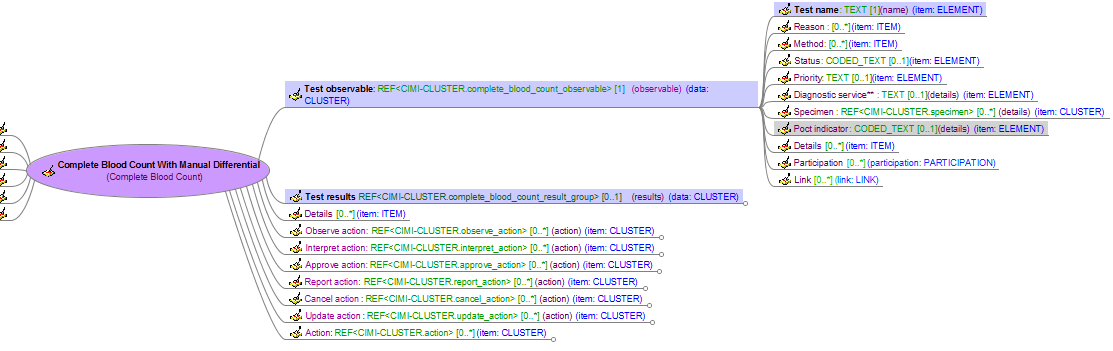 Complete Blood Count With Manual Differential
(Complete Blood Count)
Test observable: REF<CIMI-CLUSTER.complete_blood_count_observable> [1] (observable) (data:
CLUSTER)
Test name: TEXT [1](name) (item: ELEMENT)
Reason : [0..*](item: ITEM)
Method: [0..*](item: ITEM)
Status: CODED_TEXT [0..1](item: ELEMENT)
Priority: TEXT [0..1](item: ELEMENT)
Diagnostic service** : TEXT [0..1](details) (item: ELEMENT)
Specimen : REF<CIMI-CLUSTER.specimen> [0..*] (details) (item: CLUSTER)
Poct indicator: CODED_TEXT [0..1](details) (item: ELEMENT)
Details [0..*](item: ITEM)
Participation [0..*](participation: PARTICIPATION)
Link [0..*] (link: LINK)
Test results REF<CIMI-CLUSTER.complete_blood_count_result_group> [0..1] (results) (data: CLUSTER)
Details [0..*](item: ITEM)
Observe action: REF<CIMI-CLUSTER.observe_action> [0..*] (action) (item: CLUSTER)
Interpret action: REF<CIMI-CLUSTER.interpret_action> [0..*] (action) (item: CLUSTER)
Approve action: REF<CIMI-CLUSTER.approve_action> [0..*] (action) (item: CLUSTER)
Report action: REF<CIMI-CLUSTER.report_action> [0..*] (action) (item: CLUSTER)
Cancel action : REF<CIMI-CLUSTER.cancel_action> [0..*] (action) (item: CLUSTER)
Update action : REF<CIMI-CLUSTER.update_action> [0..*] (action) (item: CLUSTER)
Action: REF<CIMI-CLUSTER.action> [0..*](item: CLUSTER)